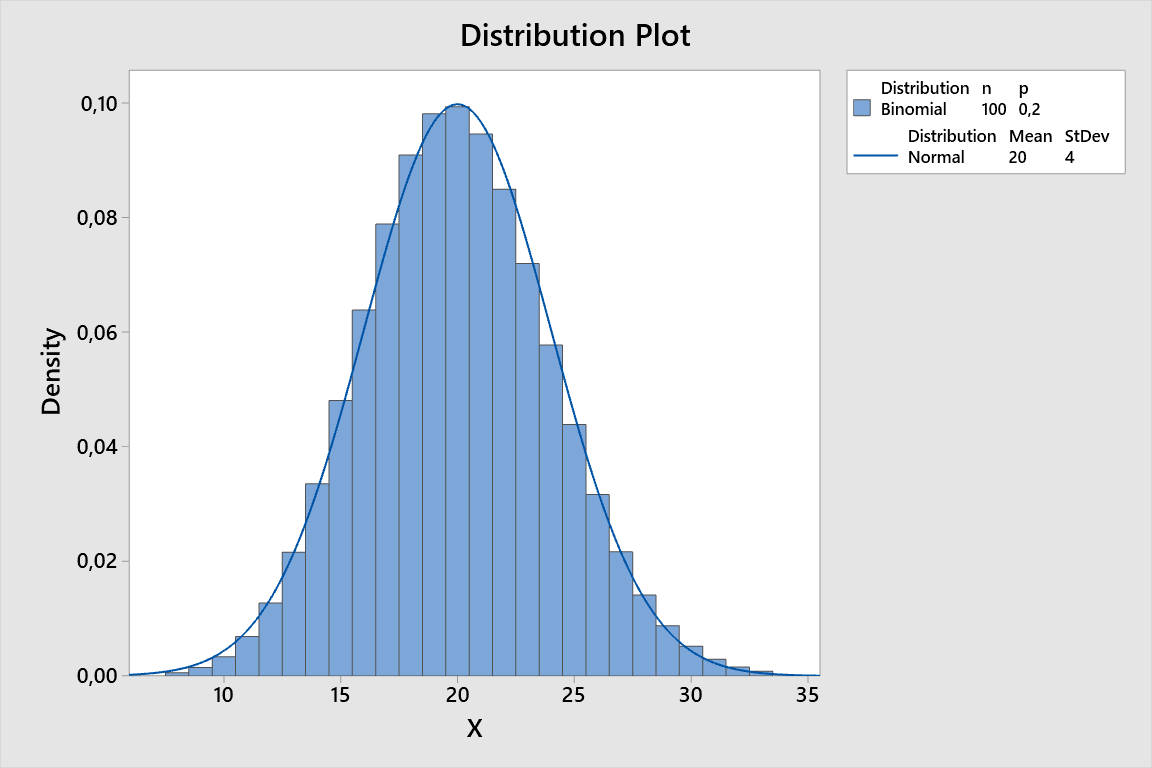 Distribution Plot
0,10
0,08
0,06
0,04
0,02
0,00
Density
10 15 20 25 30 35
X
Distribution n p
Binomial 100 0,2
Distribution Mean StDev
Normal 20 4